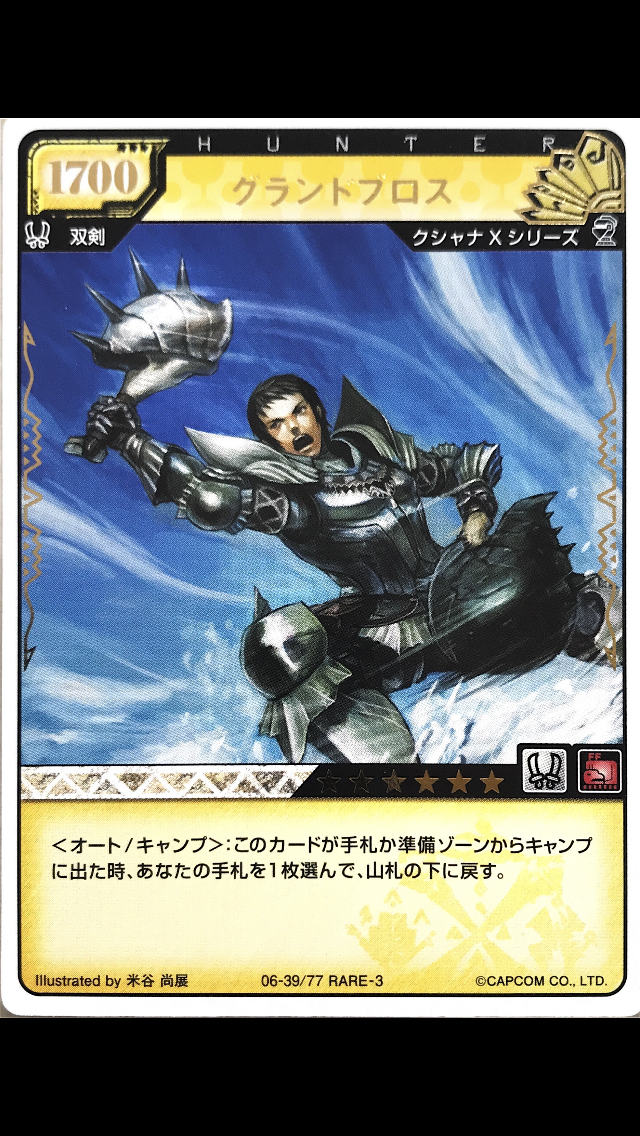 HUNTER
1700
グランドフロス
双剣
クシャナXシリーズ
FF
<オート/キャンプ>:このカードが手札か準備ゾーンからキャンプ
に出た時、あなたの手札を1枚選んで、山札の下に戻す。
Illustrated by 米谷 尚展
06-39/77 RARE-3
©CAPCOM CO., LTD.